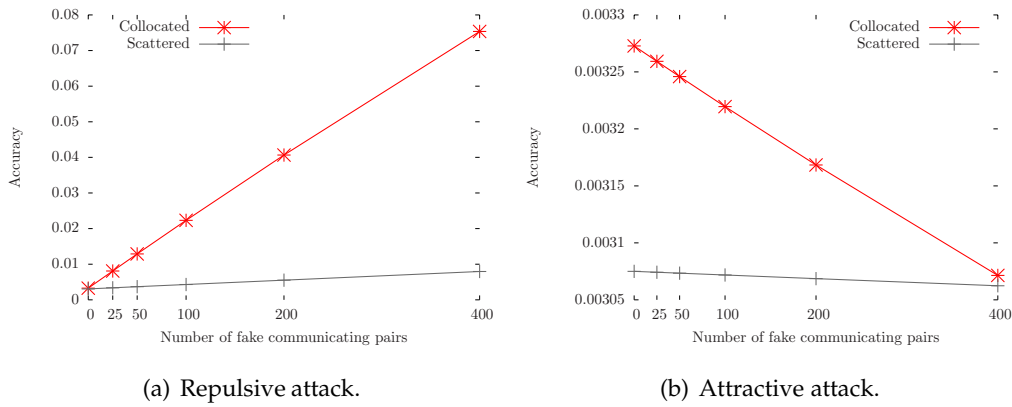 0.08
0.07
0.06
0.05
0.04
0.03
0.02
0.01
0
Accuracy
Collocated
Scattered
0 25 50 100 200 400
Number of fake communicating pairs
(a) Repulsive attack.
0.0033
0.00325
0.0032
0.00315
0.0031
0.00305
Accuracy
Collocated
Scattered
0 25 50 100 200 400
Number of fake communicating pairs
(b) Attractive attack.